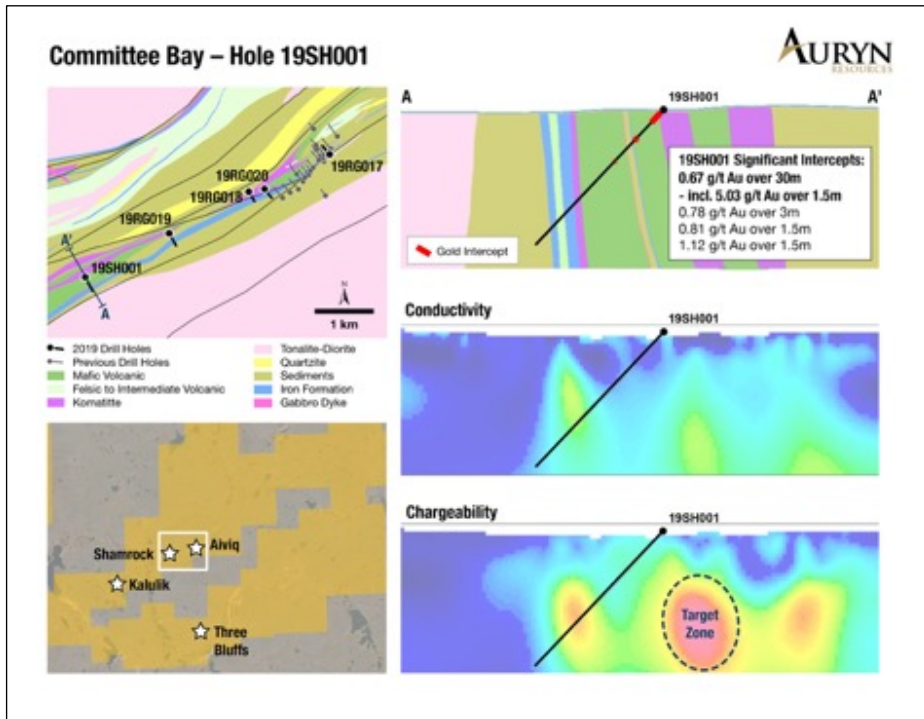 Committee Bay – Hole 19SH001
AURYN
RESOURCES
19RG017
19RG020
19RG018
19RG019
A'
19SH001
A
N
1 km
2019 Drill Holes
Previous Drill Holes
Mafic Volcanic
Felsic to Intermediate Volcanic
Komatitte
Tonalite-Diorite
Quartzite
Sediments
Iron Formation
Gabbro Dyke
Shamrock
Aiviq
Kalulik
Three
Bluffs
A
19SH001
A'
19SH001 Significant Intercepts:
0.67 g/t Au over 30m
- incl. 5.03 g/t Au over 1.5m
0.78 g/t Au over 3m
0.81 g/t Au over 1.5m
1.12 g/t Au over 1.5m
Gold Intercept
Conductivity
19SH001
Chargeability
19SH001
Target
Zone